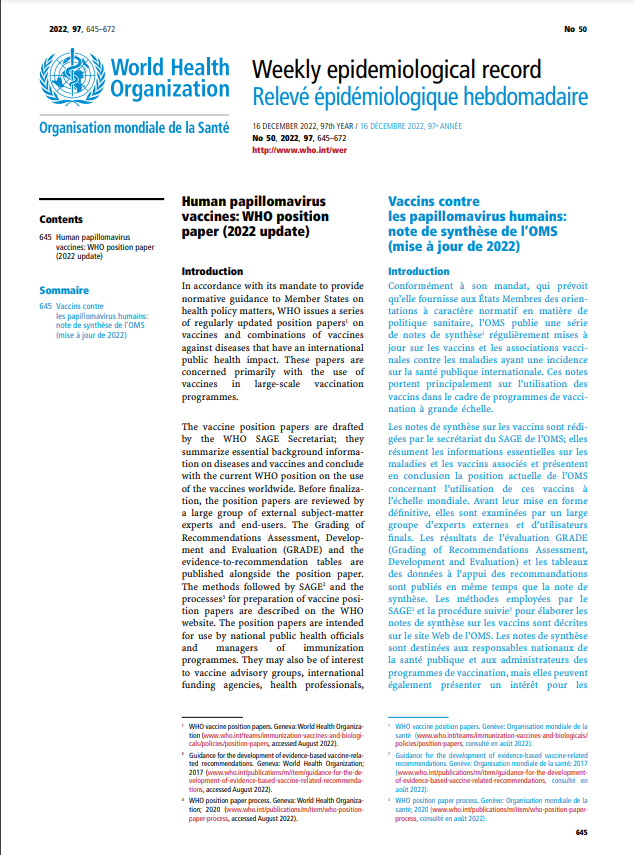 2022, 97, 645–672
No 50
World Health
Organization
Organisation mondiale de la Santé
Weekly epidemiological record
Relevé épidémiologique hebdomadaire
16 DECEMBER 2022, 97th YEAR / 16 DÉCEMBRE 2022, 97e ANNÉE
No 50, 2022, 97, 645–672
http://www.who.int/wer
Contents
645 Human papillomavirus
vaccines: WHO position paper
(2022 update)
Sommaire
645 Vaccins contre
les papillomavirus humains:
note de synthèse de l’OMS
(mise à jour de 2022)
Human papillomavirus
vaccines: WHO position
paper (2022 update)
Introduction
In accordance with its mandate to provide
normative guidance to Member States on
health policy matters, WHO issues a series
of regularly updated position papers¹ on
vaccines and combinations of vaccines
against diseases that have an international
public health impact. These papers are
concerned primarily with the use of
vaccines in large-scale vaccination
programmes.
The vaccine position papers are drafted
by the WHO SAGE Secretariat; they
summarize essential background informa-
tion on diseases and vaccines and conclude
with the current WHO position on the use
of the vaccines worldwide. Before finaliza-
tion, the position papers are reviewed by
a large group of external subject-matter
experts and end-users. The Grading of
Recommendations Assessment, Develop-
ment and Evaluation (GRADE) and the
evidence-to-recommendation tables are
published alongside the position paper.
The methods followed by SAGE² and the
processes³ for preparation of vaccine posi-
tion papers are described on the WHO
website. The position papers are intended
for use by national public health officials
and managers of immunization
programmes. They may also be of interest
to vaccine advisory groups, international
funding agencies, health professionals,
¹ WHO vaccine position papers. Geneva: World Health Organiza-
tion (www.who.int/teams/immunization-vaccines-and-biologi-
cals/policies/position-papers, accessed August 2022).
² Guidance for the development of evidence-based vaccine-rela-
ted recommendations. Geneva: World Health Organization;
2017 (www.who.int/publications/m/item/guidance-for-the-de-
velopment-of-evidence-based-vaccine-related-recommenda-
tions, accessed August 2022).
³ WHO position paper process. Geneva: World Health Organiza-
tion; 2020 (www.who.int/publications/m/item/who-position-
paper-process, accessed August 2022).
Vaccins contre
les papillomavirus humains:
note de synthèse de l’OMS
(mise à jour de 2022)
Introduction
Conformément à son mandat, qui prévoit
qu’elle fournisse aux États Membres des orien-
tations à caractère normatif en matière de
politique sanitaire, l’OMS publie une série
de notes de synthèse¹ régulièrement mises à
jour sur les vaccins et les associations vacci-
nales contre les maladies ayant une incidence
sur la santé publique internationale. Ces notes
portent principalement sur l’utilisation des
vaccins dans le cadre de programmes de vacci-
nation à grande échelle.
Les notes de synthèse sur les vaccins sont rédi-
gées par le secrétariat du SAGE de l’OMS; elles
résument les informations essentielles sur les
maladies et les vaccins associés et présentent
en conclusion la position actuelle de l’OMS
concernant l’utilisation de ces vaccins à
l’échelle mondiale. Avant leur mise en forme
définitive, elles sont examinées par un large
groupe d’experts externes et d’utilisateurs
finals. Les résultats de l’évaluation GRADE
(Grading of Recommendations Assessment,
Development and Evaluation) et les tableaux
des données à l’appui des recommandations
sont publiés en même temps que la note de
synthèse. Les méthodes employées par le
SAGE² et la procédure suivie³ pour élaborer les
notes de synthèse sur les vaccins sont décrites
sur le site Web de l’OMS. Les notes de synthèse
sont destinées aux responsables nationaux de
la santé publique et aux administrateurs des
programmes de vaccination, mais elles peuvent
également présenter un intérêt pour les
¹ WHO vaccine position papers. Genève: Organisation mondiale de la
santé (www.who.int/teams/immunization-vaccines-and-biologicals/
policies/position-papers, consulté en août 2022).
² Guidance for the development of evidence-based vaccine-related
recommendations. Genève: Organisation mondiale de la santé; 2017
(www.who.int/publications/m/item/guidance-for-the-development-
of-evidence-based-vaccine-related-recommendations, consulté en
août 2022).
³ WHO position paper process. Genève: Organisation mondiale de la
santé; 2020 (www.who.int/publications/m/item/who-position-paper-
process, consulté en août 2022).
645